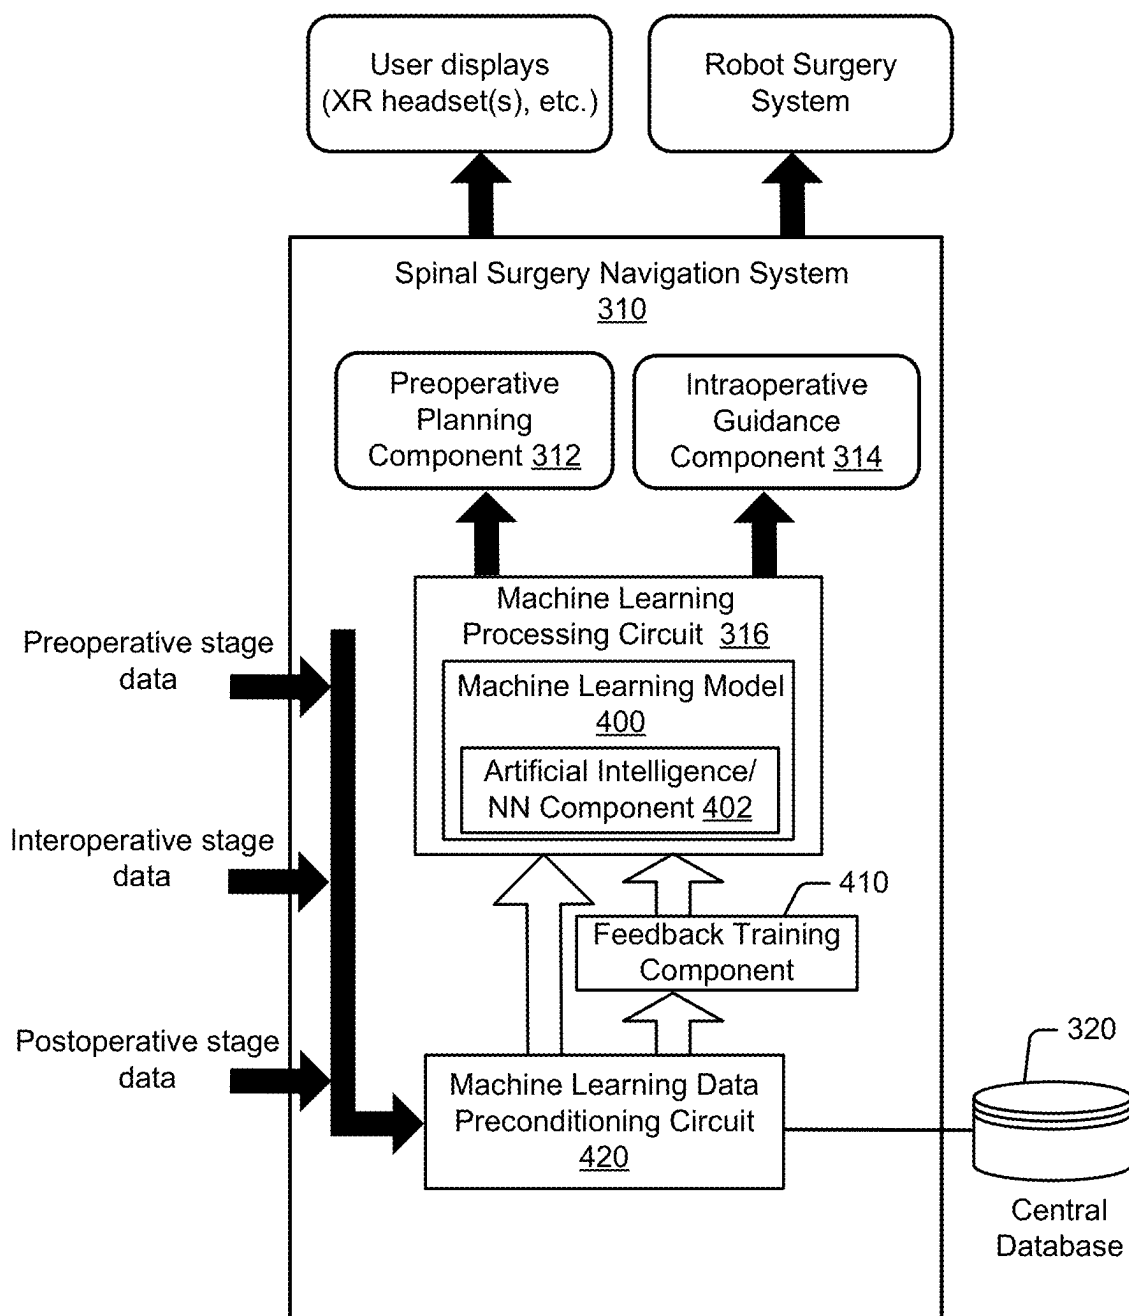 User displays
(XR headset(s), etc.)
Robot Surgery
System
Spinal Surgery Navigation System
310
Preoperative
Planning
Component 312
Intraoperative
Guidance
Component 314
Machine Learning
Processing Circuit 316
Machine Learning Model
400
Artificial Intelligence/
NN Component 402
Preoperative stage
data
Interoperative stage
data
Postoperative stage
data
410
Feedback Training
Component
Machine Learning Data
Preconditioning Circuit
420
320
Central
Database